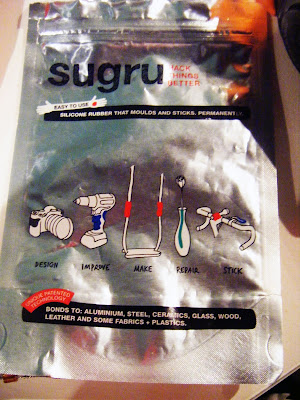 sugru
HACK
THINGS
BETTER
EASY TO USE
SILICONE RUBBER THAT MOULDS AND STICKS. PERMANENTLY
DESIGN IMPROVE MAKE REPAIR STICK
UNIQUE PATENTED
TECHNOLOGY
BONDS TO: ALUMINIUM, STEEL, CERAMICS, GLASS, WOOD,
LEATHER AND SOME FABRICS + PLASTICS.